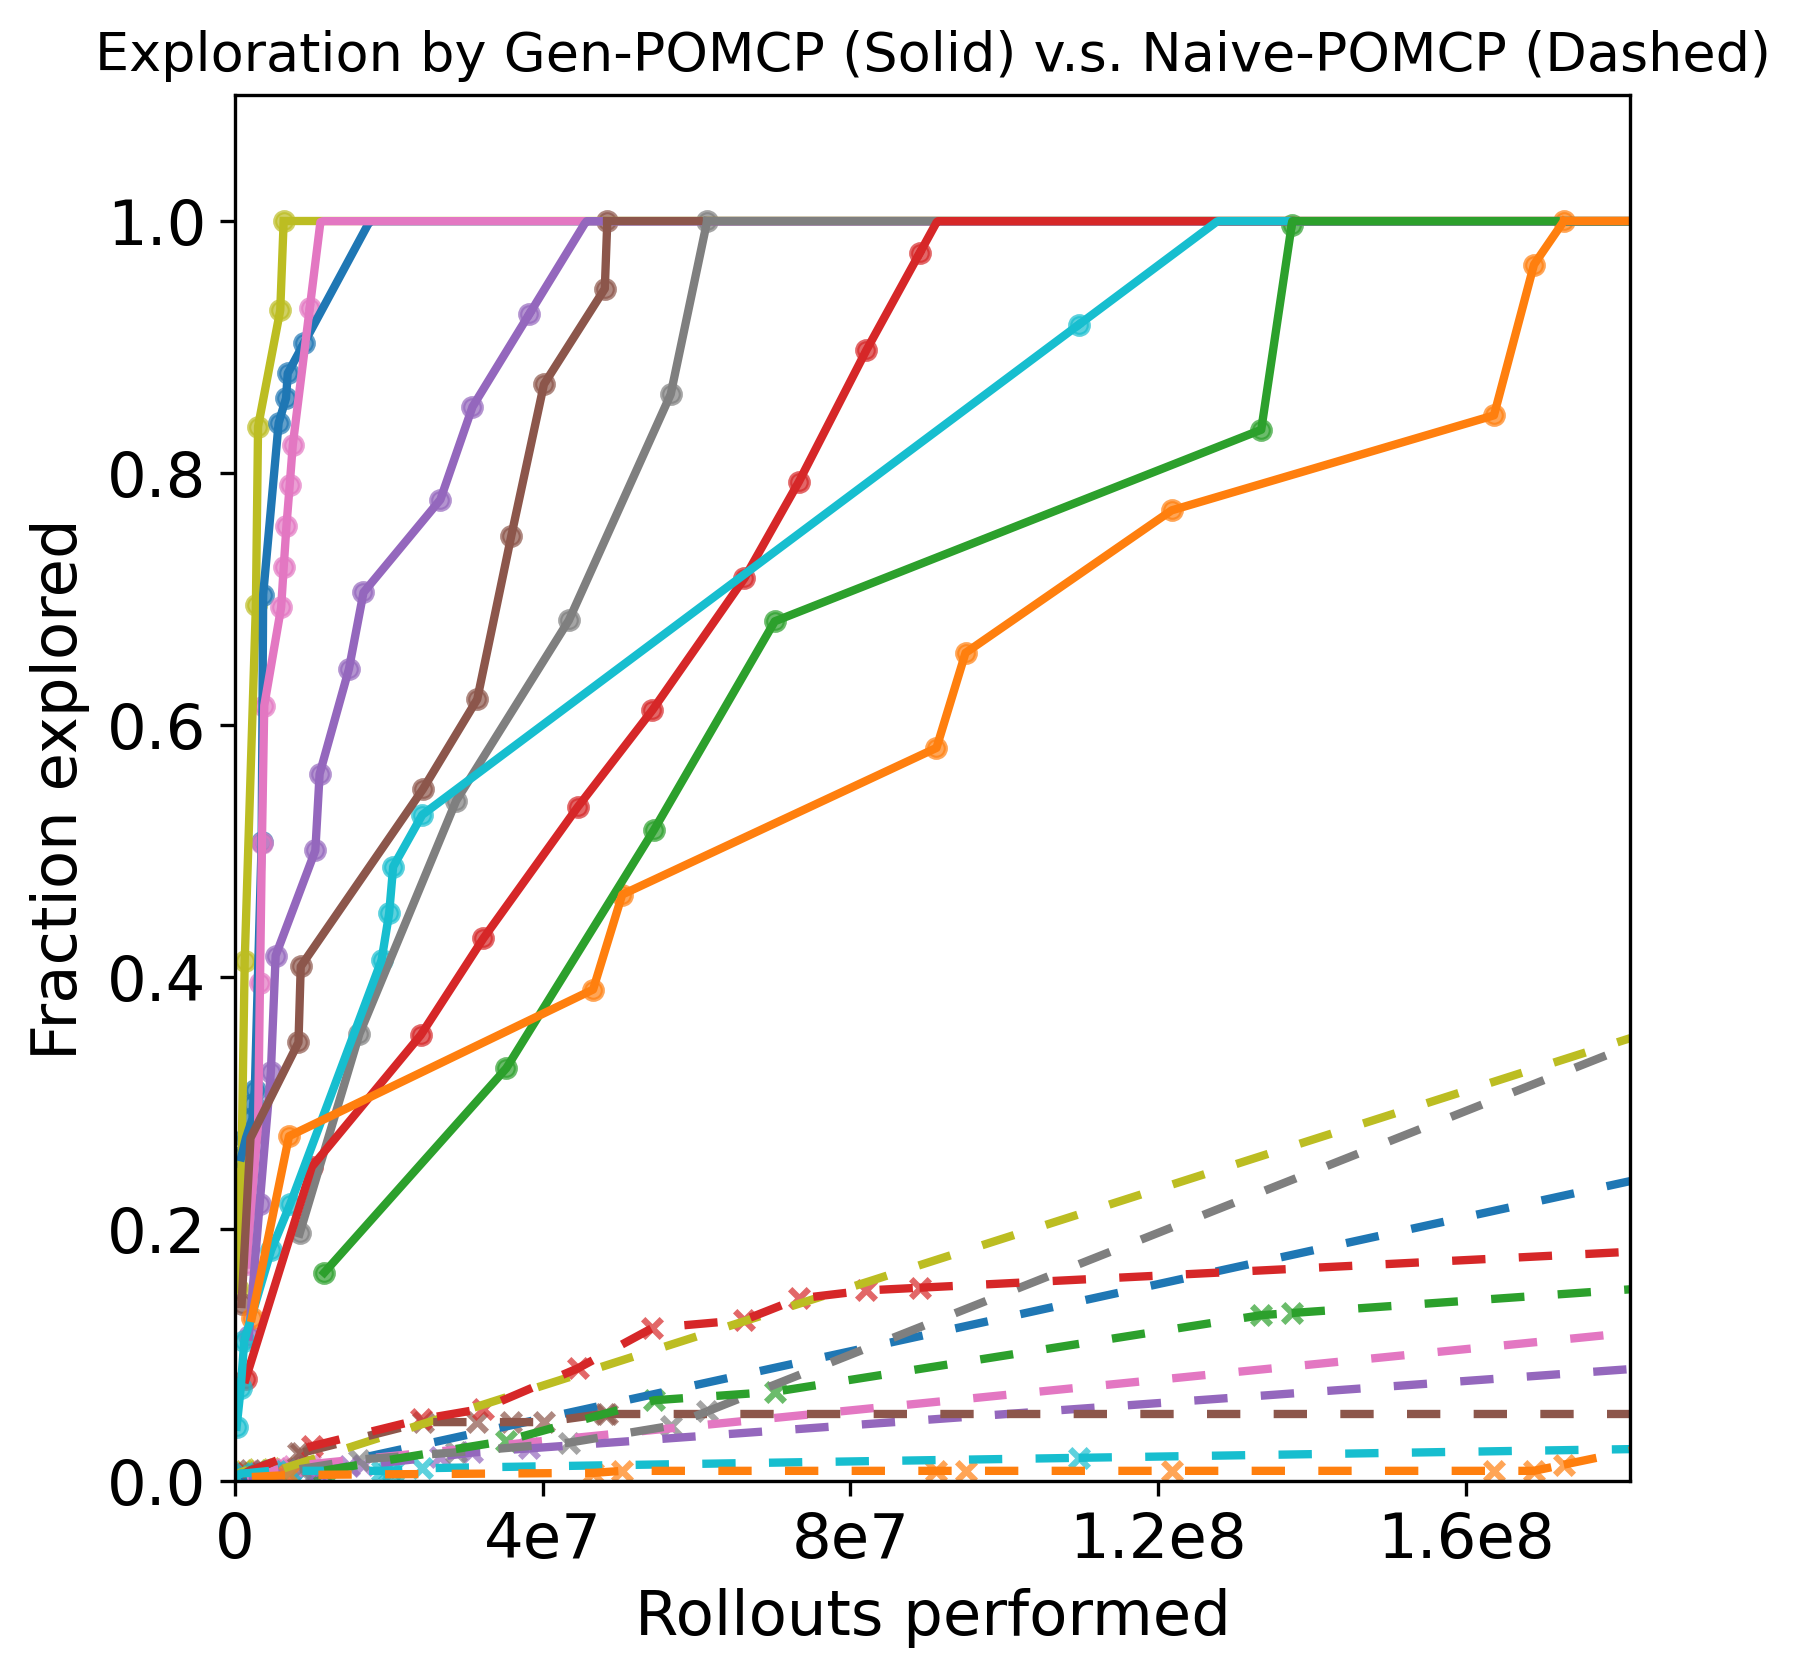 Exploration by Gen-POMCP (Solid) v.s. Naive-POMCP (Dashed)
Fraction explored
1.0
0.8
0.6
0.4
0.2
0.0
0 4e7 8e7 1.2e8 1.6e8
Rollouts performed